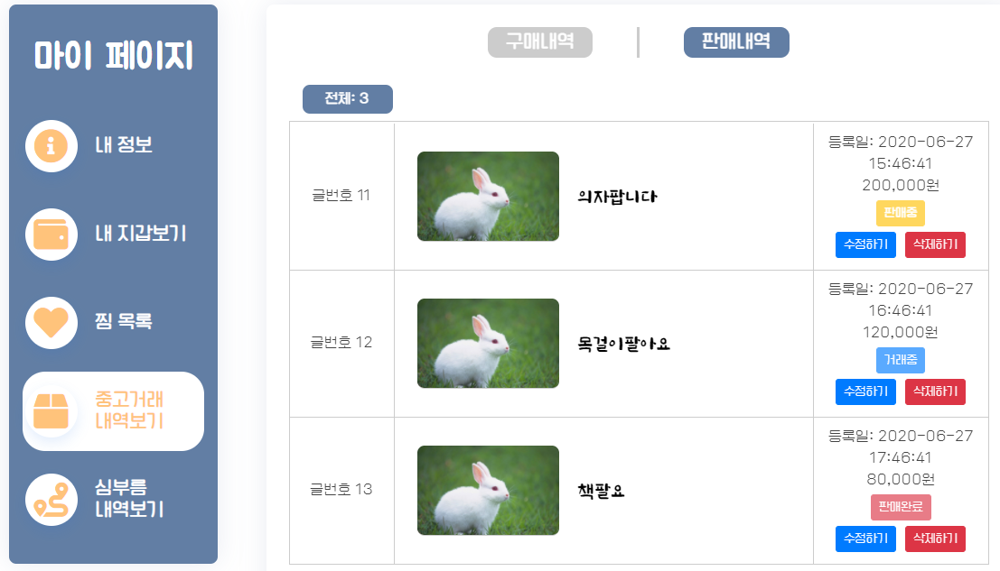 마이 페이지
내 정보
내 지갑보기
찜 목록
중고거래
내역보기
심부름
내역보기
구매내역
판매내역
전체: 3
글번호 11
의자팝니다
등록일: 2020-06-27
15:46:41
200,000원
판매중
수정하기
삭제하기
글번호 12
목걸이팔아요
등록일: 2020-06-27
16:46:41
120,000원
거래중
수정하기
삭제하기
글번호 13
책팔요
등록일: 2020-06-27
17:46:41
80,000원
판매완료
수정하기
삭제하기